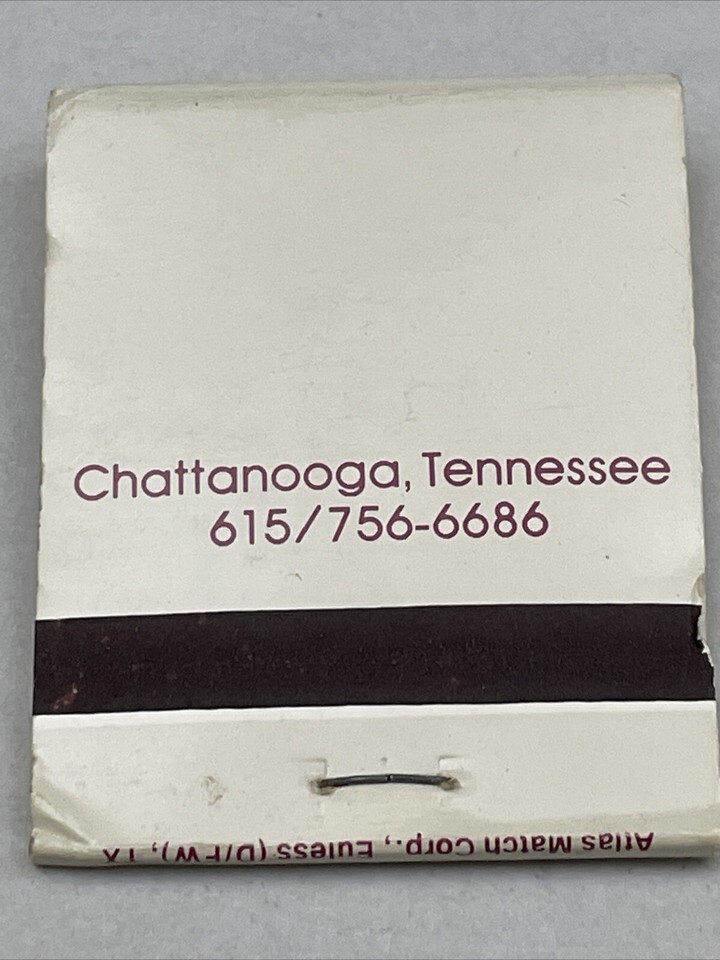 Chattanooga, Tennessee
615/756-6686
Atlas Match Corp., Euless (D/FW), TX